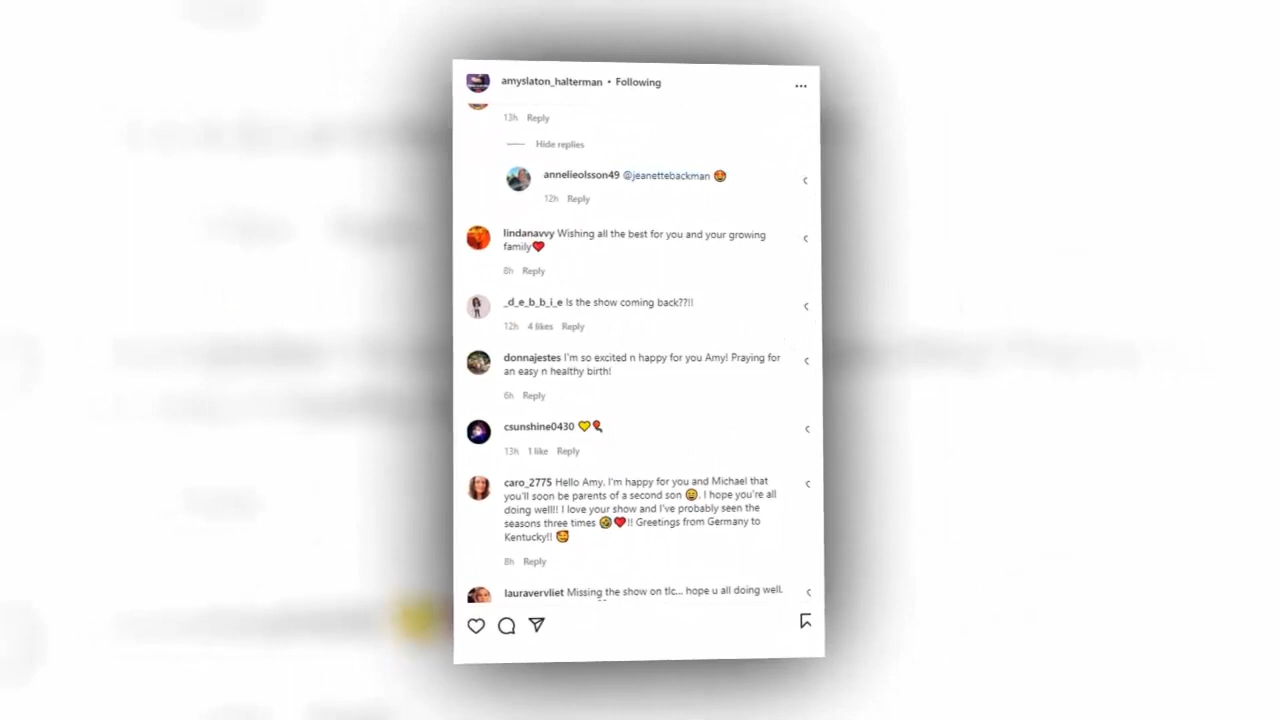 amyslaton_halterman • Following
13h Reply
Hide replies
annelieolsson49 @jeanettebackman 🤩
12h Reply
lindanavvy Wishing all the best for you and your growing
family❤️
8h Reply
_d_e_b_b_i_e Is the show coming back??!!
12h 4 likes Reply
donnajestes I'm so excited n happy for you Amy! Praying for
an easy n healthy birth!
6h Reply
csunshine0430 💛🎈
13h 1 like Reply
caro_2775 Hello Amy, I'm happy for you and Michael that
you'll soon be parents of a second son 😀. I hope you're all
doing well!! I love your show and I've probably seen the
seasons three times 🤣❤️!! Greetings from Germany to
Kentucky!! 🥰
8h Reply
lauravervliet Missing the show on tlc... hope u all doing well.